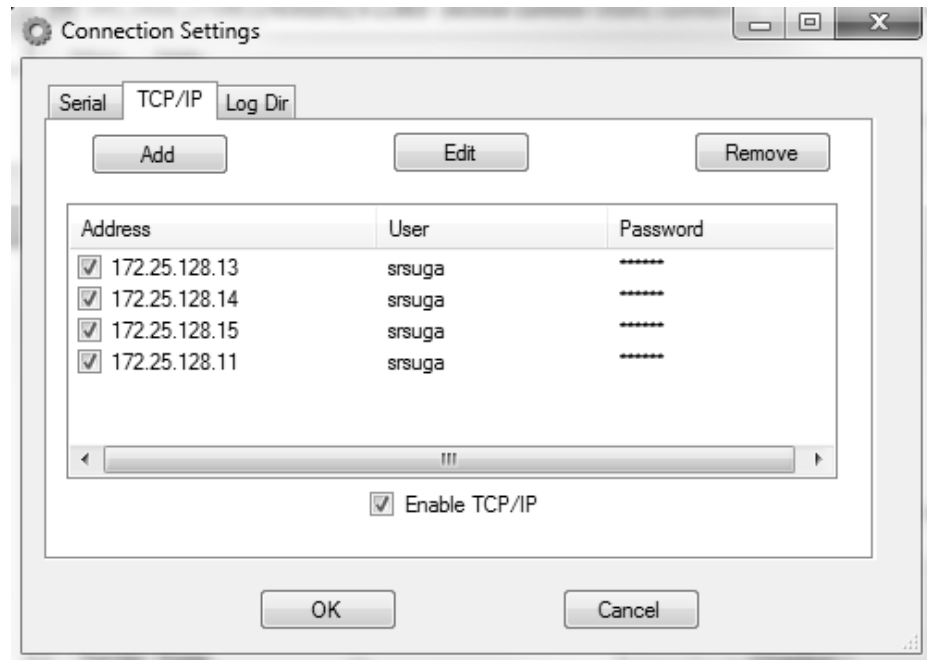 Connection Settings
Serial TCP/IP Log Dir
Add Edit Remove
Address User Password
172.25.128.13 srsuga ******
172.25.128.14 srsuga ******
172.25.128.15 srsuga ******
172.25.128.11 srsuga ******
Enable TCP/IP
OK Cancel